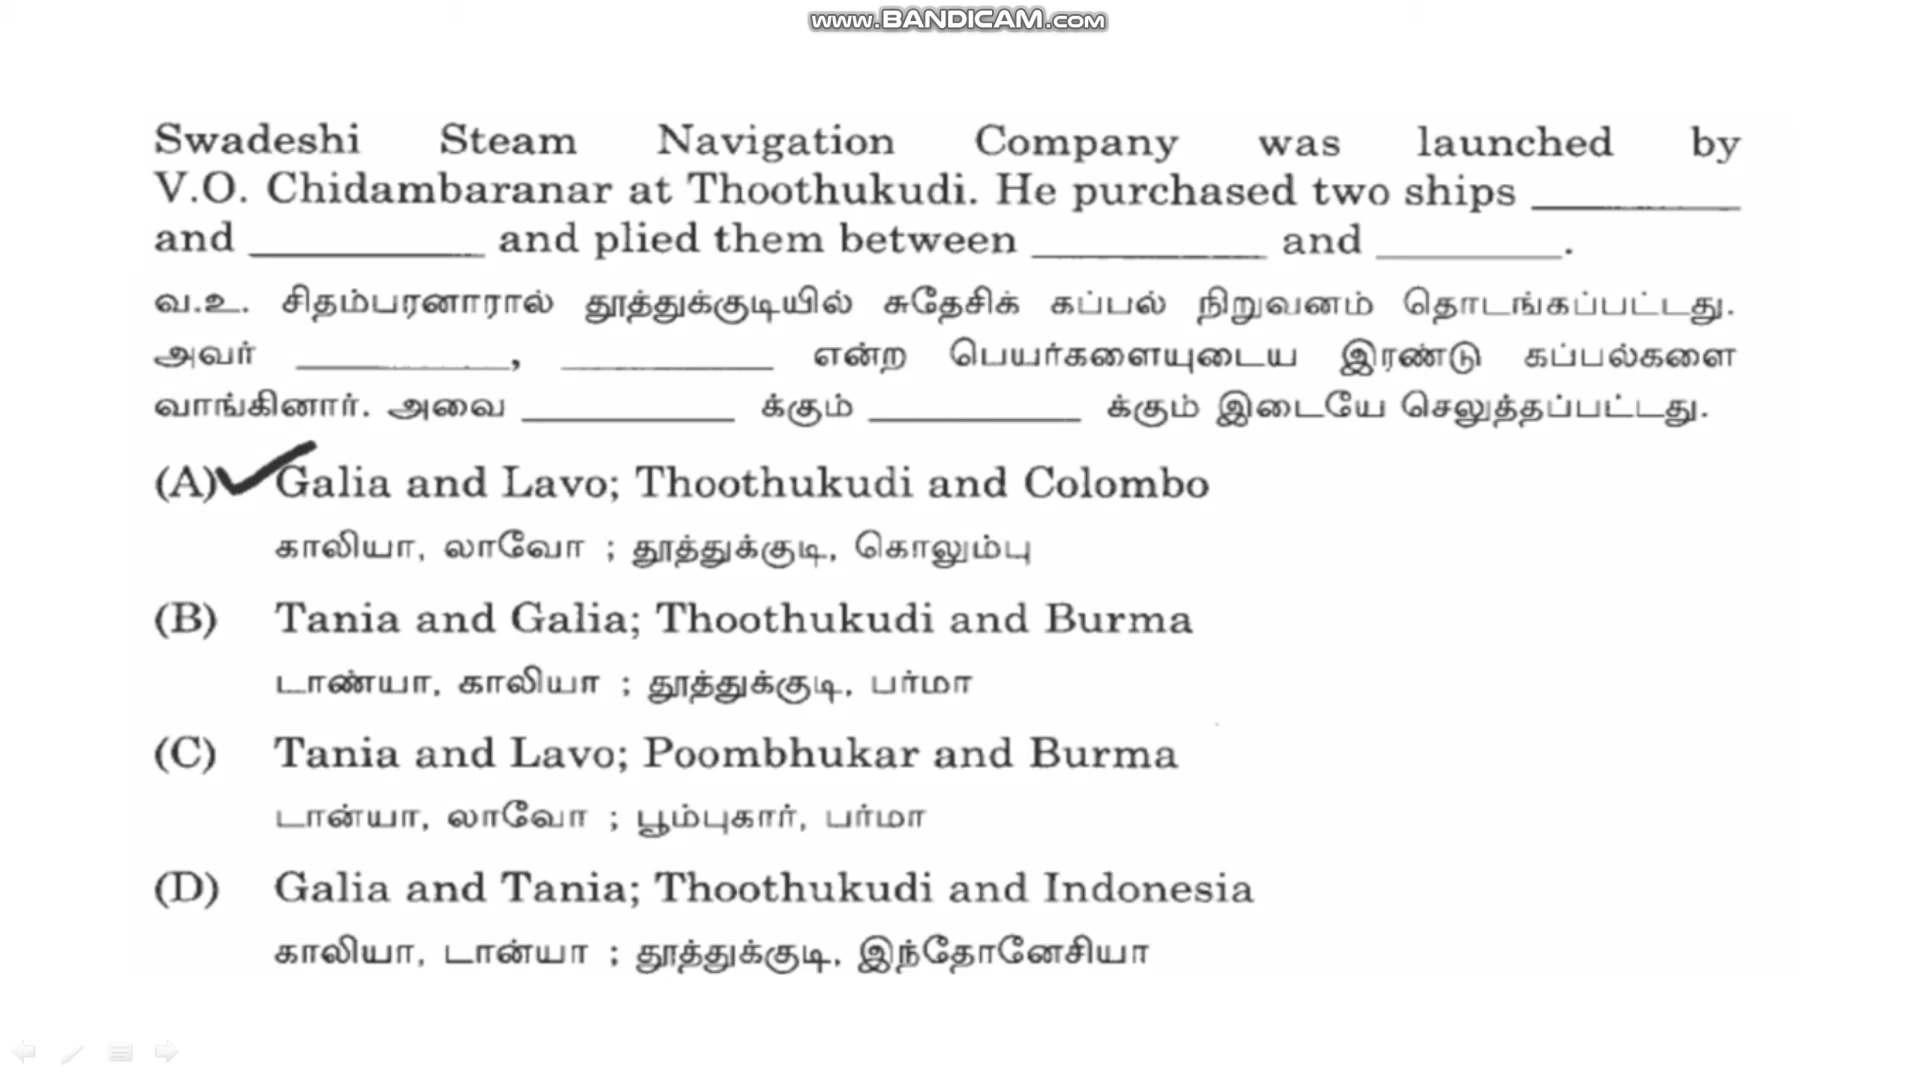 www.BANDICAM.com
Swadeshi Steam Navigation Company was launched by
V.O. Chidambaranar at Thoothukudi. He purchased two ships __________
and __________ and plied them between __________ and __________.
வ.உ. சிதம்பரனாரால் தூத்துக்குடியில் சுதேசிக் கப்பல் நிறுவனம் தொடங்கப்பட்டது.
அவர் __________, __________ என்ற பெயர்களையுடைய இரண்டு கப்பல்களை
வாங்கினார். அவை __________ க்கும் __________ க்கும் இடையே செலுத்தப்பட்டது.
(A) Galia and Lavo; Thoothukudi and Colombo
காலியா, லாவோ ; தூத்துக்குடி, கொலும்பு
(B) Tania and Galia; Thoothukudi and Burma
டாண்யா, காலியா ; தூத்துக்குடி, பர்மா
(C) Tania and Lavo; Poombhukar and Burma
டான்யா, லாவோ ; பூம்புகார், பர்மா
(D) Galia and Tania; Thoothukudi and Indonesia
காலியா, டான்யா ; தூத்துக்குடி, இந்தோனேசியா